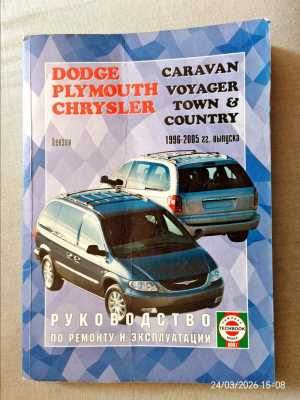 DODGE CARAVAN
PLYMOUTH VOYAGER
CHRYSLER TOWN & COUNTRY
Бензин 1996-2005 гг. выпуска
РУКОВОДСТВО
ПО РЕМОНТУ И ЭКСПЛУАТАЦИИ
TECHBOOK
24/03/2026 15:08